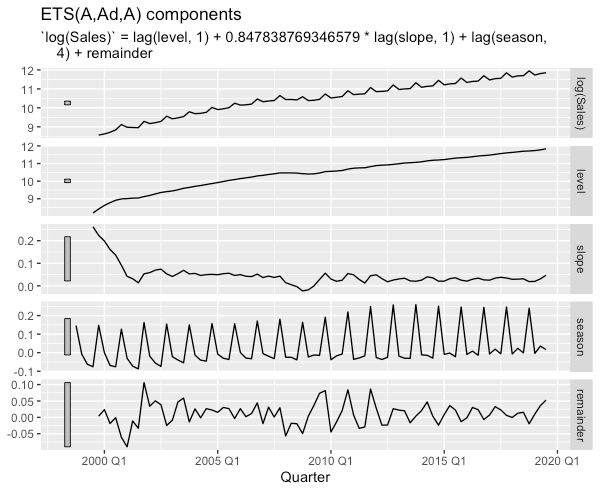 ETS(A,Ad,A) components
`log(Sales)` = lag(level, 1) + 0.847838769346579 * lag(slope, 1) + lag(season,
4) + remainder
12
11
10
9
log(Sales)
12
11
10
9
level
0.2
0.1
0.0
slope
0.2
0.1
0.0
-0.1
season
0.10
0.05
0.00
-0.05
remainder
2000 Q1 2005 Q1 2010 Q1 2015 Q1 2020 Q1
Quarter